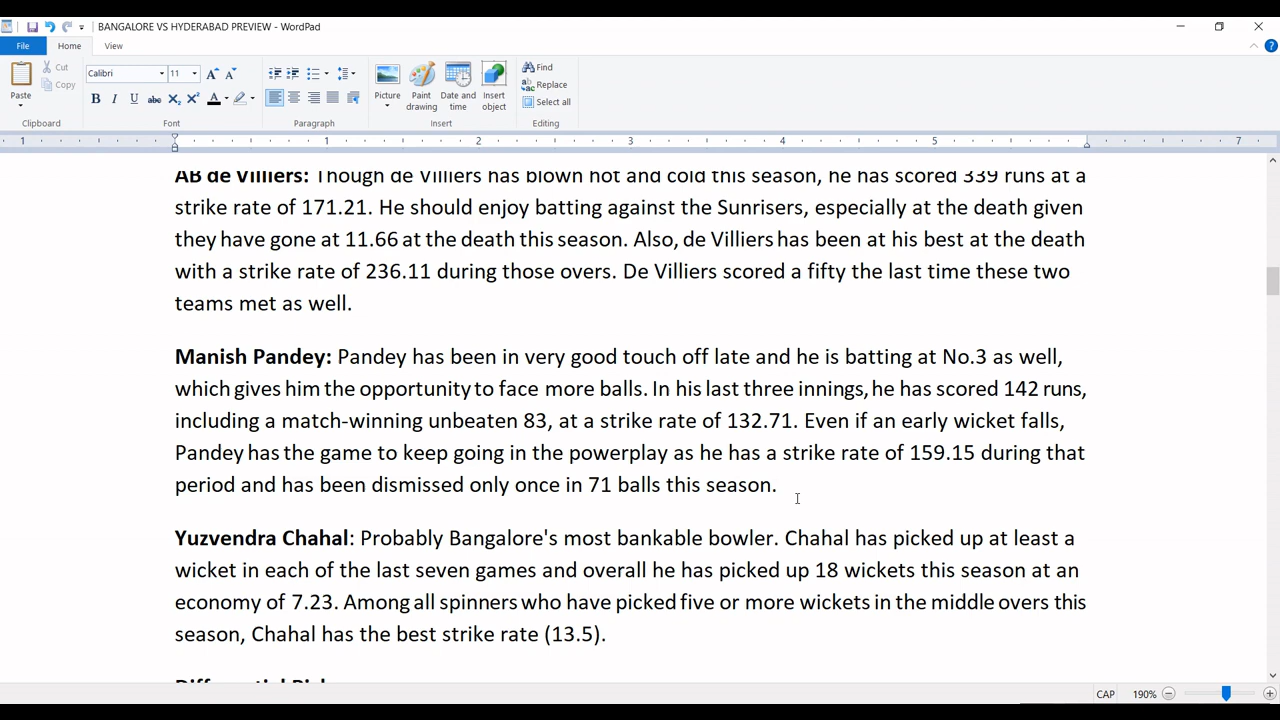 BANGALORE VS HYDERABAD PREVIEW - WordPad
File Home View
Paste
Cut
Copy
Clipboard
Calibri 11
B I U abc X₂ X² A
Font
Paragraph
Picture
Paint drawing
Date and time
Insert object
Insert
Find
Replace
Select all
Editing
1 1 2 3 4 5 6 7
AB de Villiers: Though de Villiers has blown hot and cold this season, he has scored 339 runs at a
strike rate of 171.21. He should enjoy batting against the Sunrisers, especially at the death given
they have gone at 11.66 at the death this season. Also, de Villiers has been at his best at the death
with a strike rate of 236.11 during those overs. De Villiers scored a fifty the last time these two
teams met as well.
Manish Pandey: Pandey has been in very good touch off late and he is batting at No.3 as well,
which gives him the opportunity to face more balls. In his last three innings, he has scored 142 runs,
including a match-winning unbeaten 83, at a strike rate of 132.71. Even if an early wicket falls,
Pandey has the game to keep going in the powerplay as he has a strike rate of 159.15 during that
period and has been dismissed only once in 71 balls this season.
Yuzvendra Chahal: Probably Bangalore's most bankable bowler. Chahal has picked up at least a
wicket in each of the last seven games and overall he has picked up 18 wickets this season at an
economy of 7.23. Among all spinners who have picked five or more wickets in the middle overs this
season, Chahal has the best strike rate (13.5).
CAP 190%